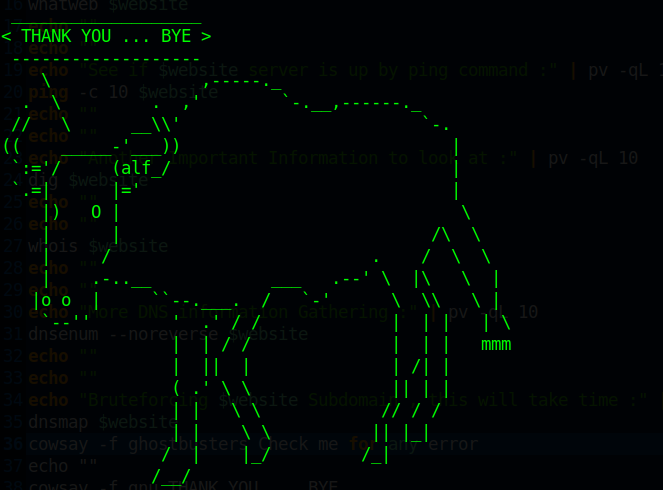 whatweb $website
< THANK YOU ... BYE >
echo
echo "See if $website server is up by ping command :" | pv -qL 1
ping -c 10 $website
echo ""
echo ""
echo important Information to look at :" | pv -qL 10
(alf_/
dig $website
echo ""
O
echo ""
whois $website
echo ""
echo ""
o o
echo "More DNS Information Gathering :" | pv -qL 10
dnsenum --noreverse $website
mmm
echo ""
echo ""
echo "Bruteforcing $website Subdomains This will take time :"
dnsmap $website
cowsay -f ghostbusters Check me for any error
echo ""
cowsay -f gnu THANK YOU ... BYE